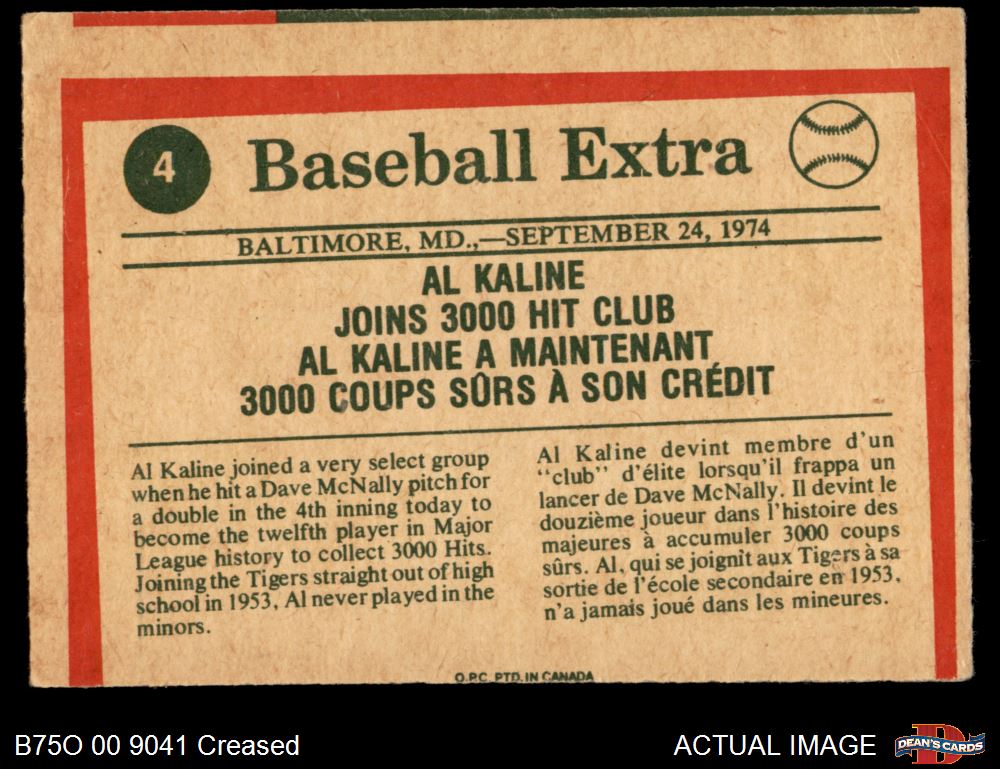 4
Baseball Extra
BALTIMORE, MD.,—SEPTEMBER 24, 1974
AL KALINE
JOINS 3000 HIT CLUB
AL KALINE A MAINTENANT
3000 COUPS SÛRS À SON CRÉDIT
Al Kaline joined a very select group
when he hit a Dave McNally pitch for
a double in the 4th inning today to
become the twelfth player in Major
League history to collect 3000 Hits.
Joining the Tigers straight out of high
school in 1953, Al never played in the
minors.
Al Kaline devint membre d'un
"club" d'élite lorsqu'il frappa un
lancer de Dave McNally. Il devint le
douzième joueur dans l'histoire des
majeures à accumuler 3000 coups
sûrs. Al, qui se joignit aux Tigers à sa
sortie de l'école secondaire en 1953,
n'a jamais joué dans les mineures.
O.P.C. PTD. IN CANADA
B75O 00 9041 Creased
ACTUAL IMAGE
DEAN'S CARDS